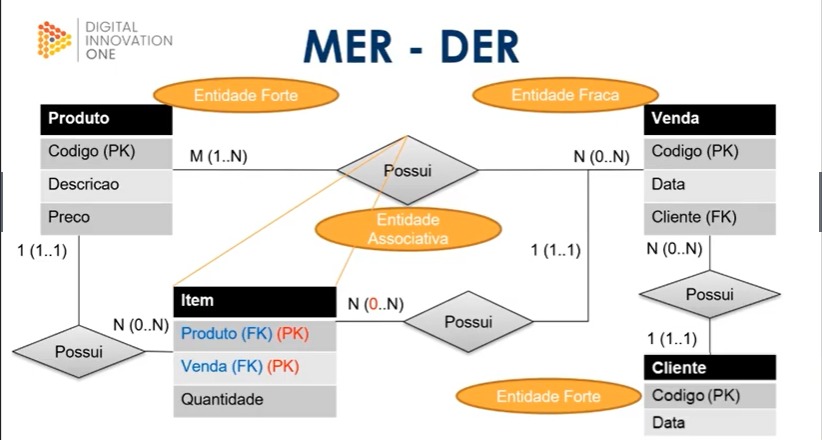 DIGITAL
INNOVATION
ONE
MER - DER
Entidade Forte
Entidade Fraca
Produto
Codigo (PK)
Descricao
Preco
M (1..N)
Possui
N (0..N)
Venda
Codigo (PK)
Data
Cliente (FK)
Entidade
Associativa
1 (1..1)
1 (1..1)
N (0..N)
Item
Produto (FK) (PK)
Venda (FK) (PK)
Quantidade
N (0..N)
N (0..N)
Possui
Possui
Possui
1 (1..1)
Cliente
Codigo (PK)
Data
Entidade Forte